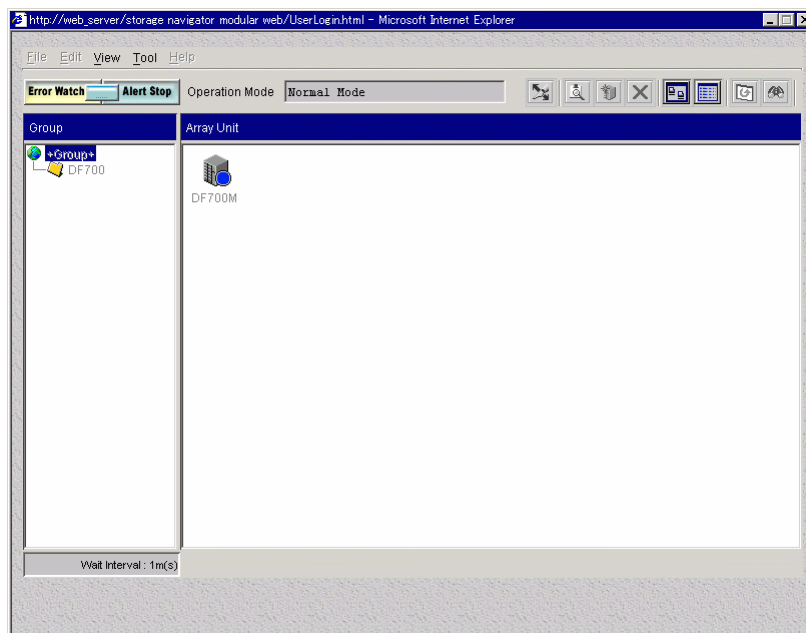 http://web_server/storage navigator modular web/UserLogin.html - Microsoft Internet Explorer
File Edit View Tool Help
Error Watch Alert Stop Operation Mode Normal Mode
Group Array Unit
+Group+
DF700
DF700M
Wait Interval : 1m(s)